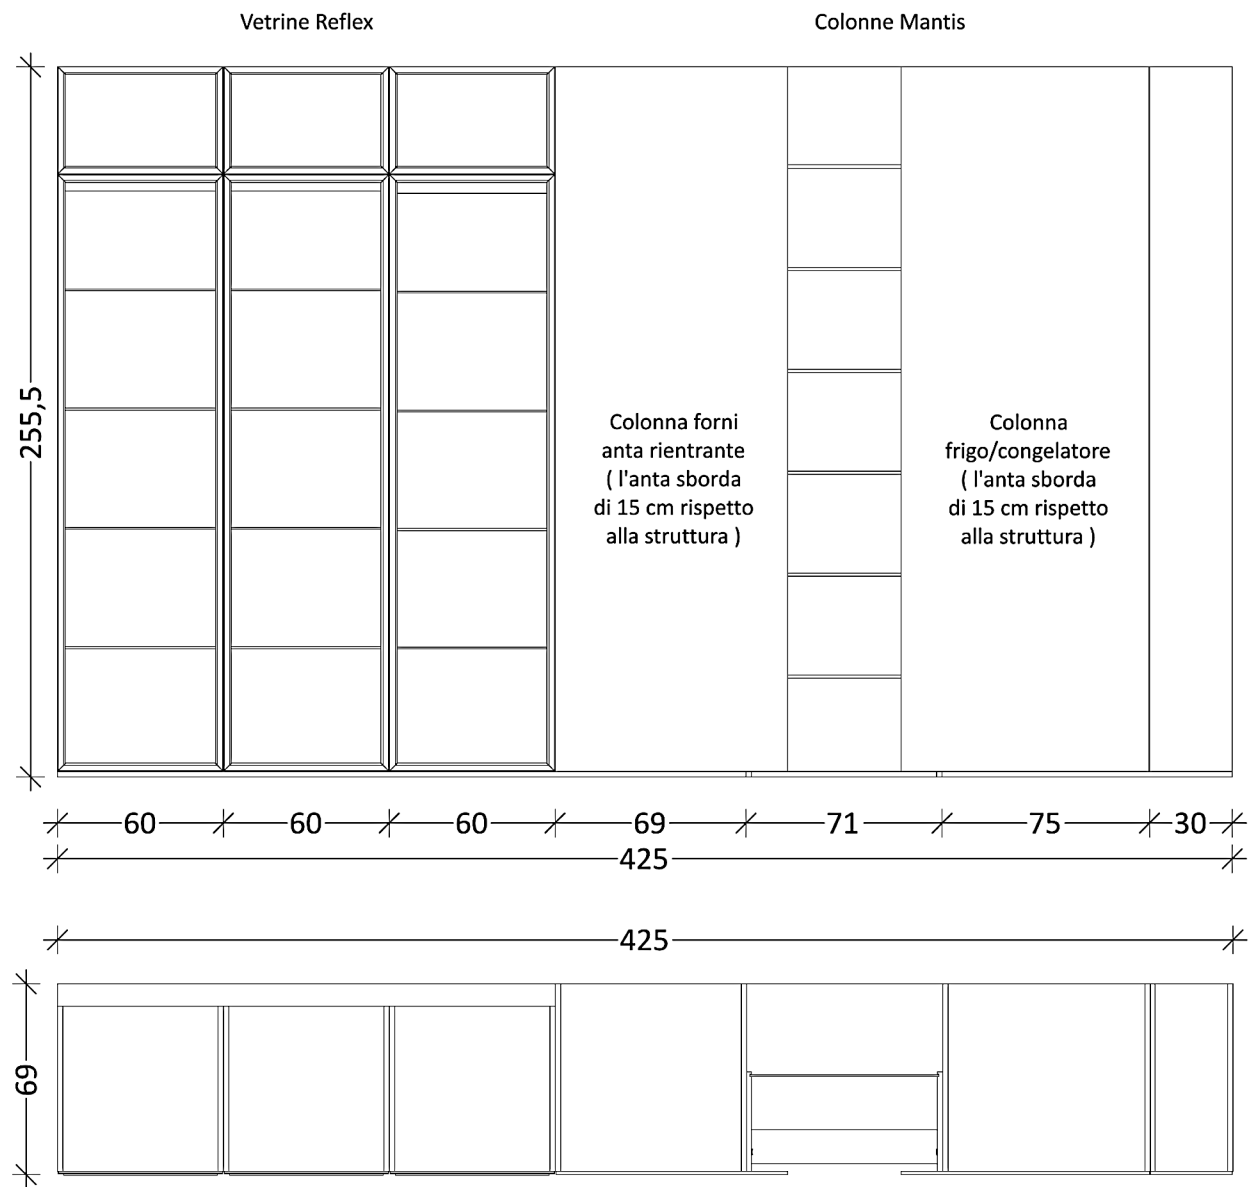 Vetrine Reflex
Colonne Mantis
255,5
Colonna forni
anta rientrante
( l'anta sborda
di 15 cm rispetto
alla struttura )
Colonna
frigo/congelatore
( l'anta sborda
di 15 cm rispetto
alla struttura )
60 60 60 69 71 75 30
425
425
69